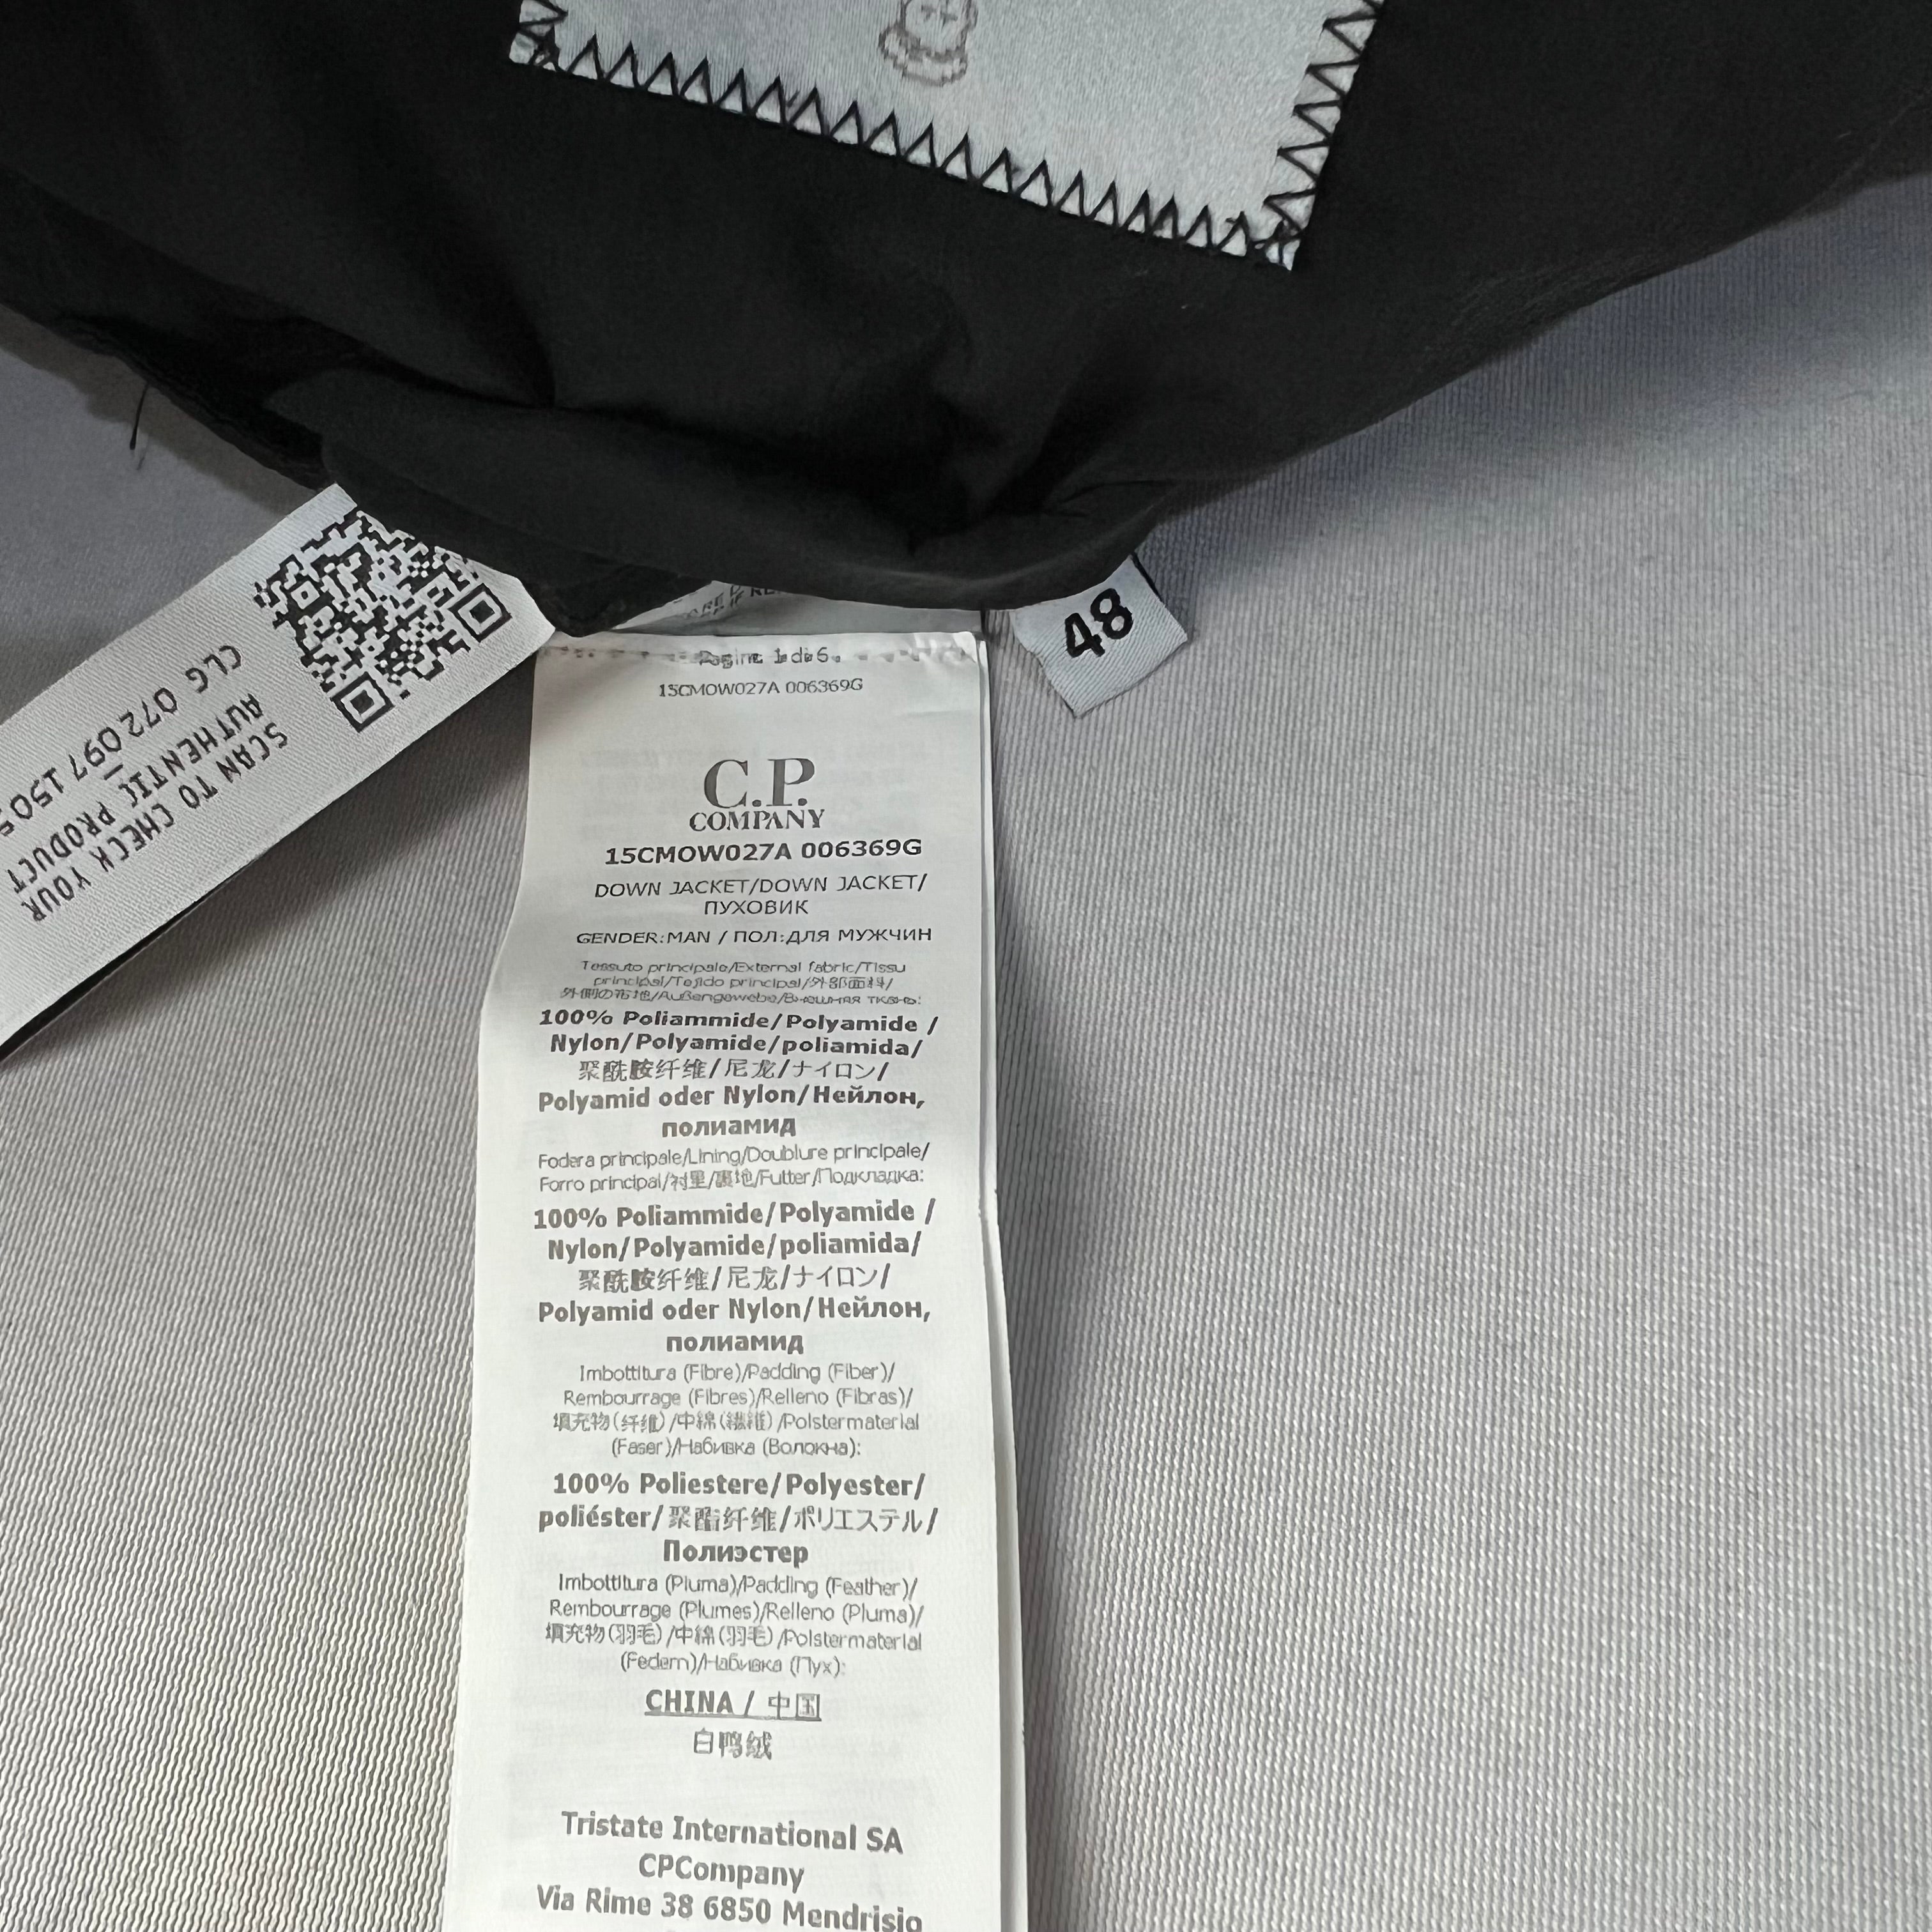 CLG 072 097 150
SCAN TO CHECK YOUR
AUTHENTIC PRODUCT
48
Pagina 1 di 6
15CMOW027A 006369G
C.P.
COMPANY
15CMOW027A 006369G
DOWN JACKET/DOWN JACKET/
ПУХОВИК
GENDER:MAN / ПОЛ:ДЛЯ МУЖЧИН
Tessuto principale/External fabric/Tissu
principal/Tejido principal/外部面料/
外側の布地/Außengewebe/Внешняя ткань:
100% Poliammide/Polyamide /
Nylon/Polyamide/poliamida/
聚酰胺纤维/尼龙/ナイロン/
Polyamid oder Nylon/Нейлон,
полиамид
Fodera principale/Lining/Doublure principale/
Forro principal/衬里/裏地/Futter/Подкладка:
100% Poliammide/Polyamide /
Nylon/Polyamide/poliamida/
聚酰胺纤维/尼龙/ナイロン/
Polyamid oder Nylon/Нейлон,
полиамид
Imbottitura (Fibre)/Padding (Fiber)/
Rembourrage (Fibres)/Relleno (Fibras)/
填充物(纤维)/中綿(繊維)/Polstermaterial
(Faser)/Набивка (Волокна):
100% Poliestere/Polyester/
poliéster/聚酯纤维/ポリエステル/
Полиэстер
Imbottitura (Piuma)/Padding (Feather)/
Rembourrage (Plumes)/Relleno (Pluma)/
填充物(羽毛)/中綿(羽毛)/Polstermaterial
(Federn)/Набивка (Пух):
CHINA / 中国
白鸭绒
Tristate International SA
CPCompany
Via Rime 38 6850 Mendrisio